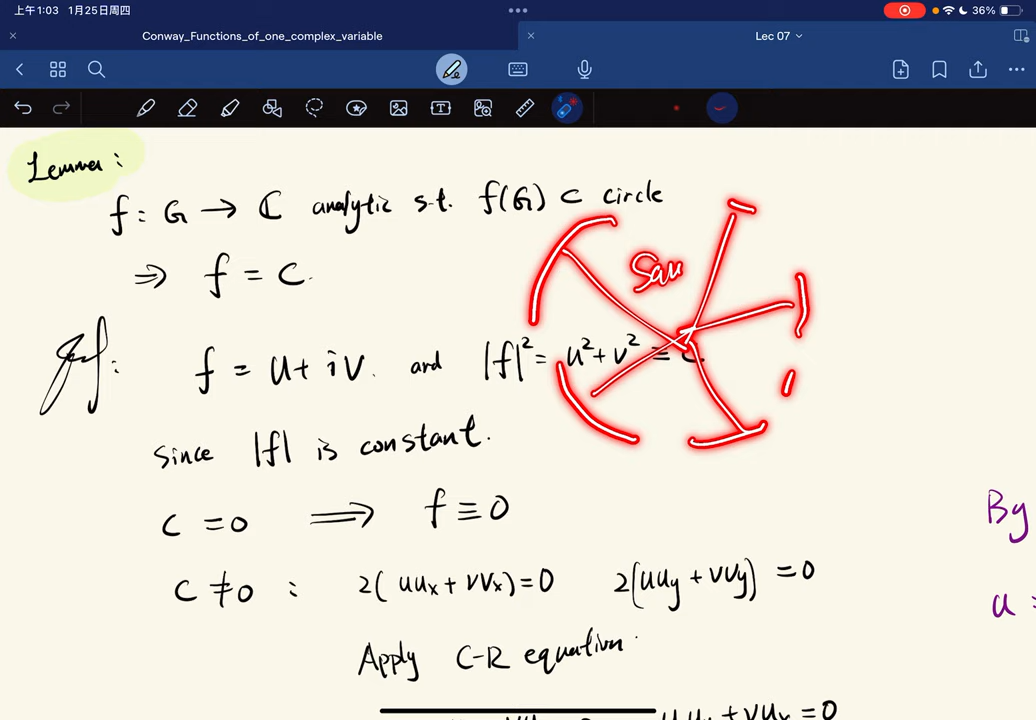 上午1:03 1月25日周四
36%
Conway_Functions_of_one_complex_variable
Lec 07
Lemma:
f: G → ℂ analytic s.t. f(G) ⊂ circle
⇒ f = C.
Proof: f = u + iv. and |f|² = u² + v² ≡ C.
since |f| is constant.
C = 0 ⟹ f ≡ 0
By
C ≠ 0 : 2(uuₓ + vvₓ) = 0 2(uu_y + vv_y) = 0
u =
Apply C-R equation.